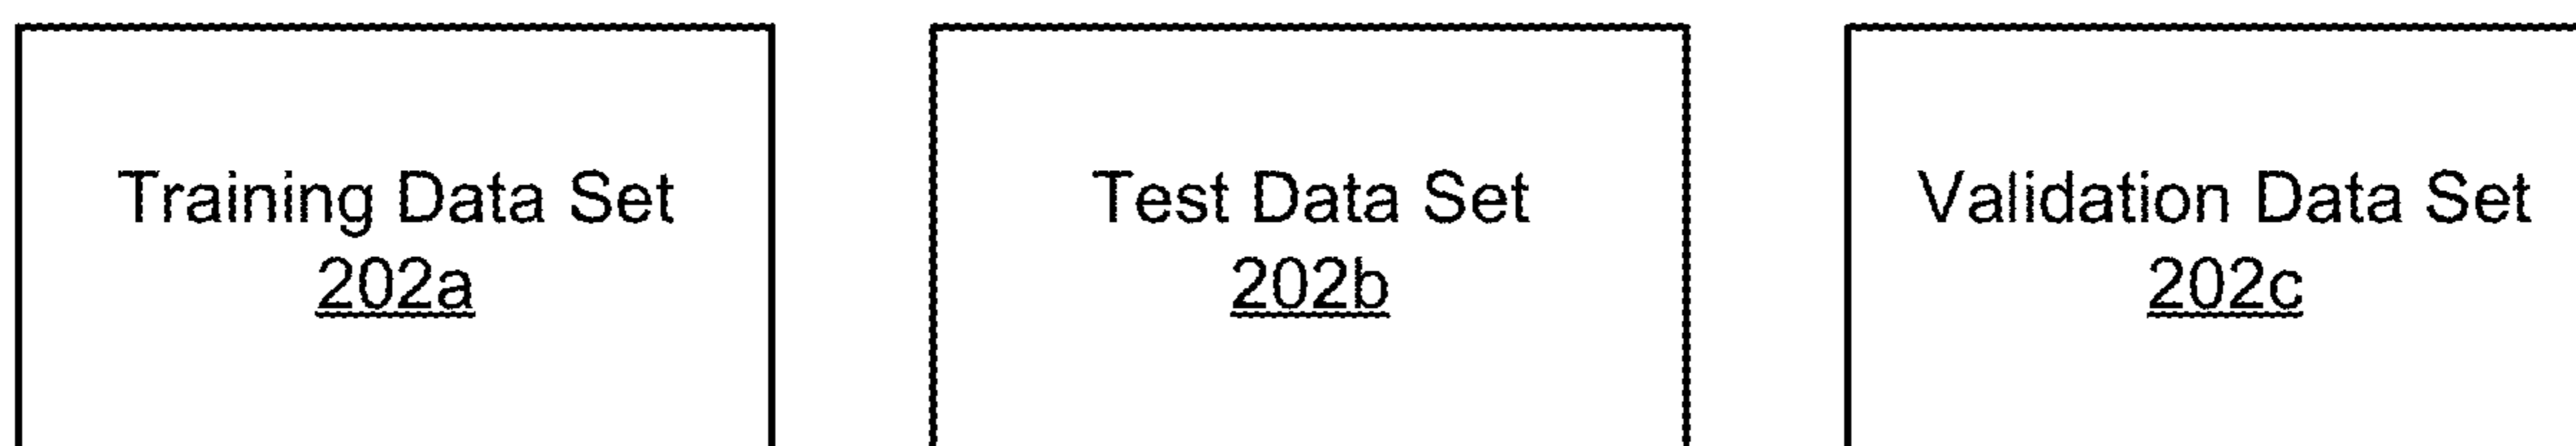 Training Data Set
202a
Test Data Set
202b
Validation Data Set
202c